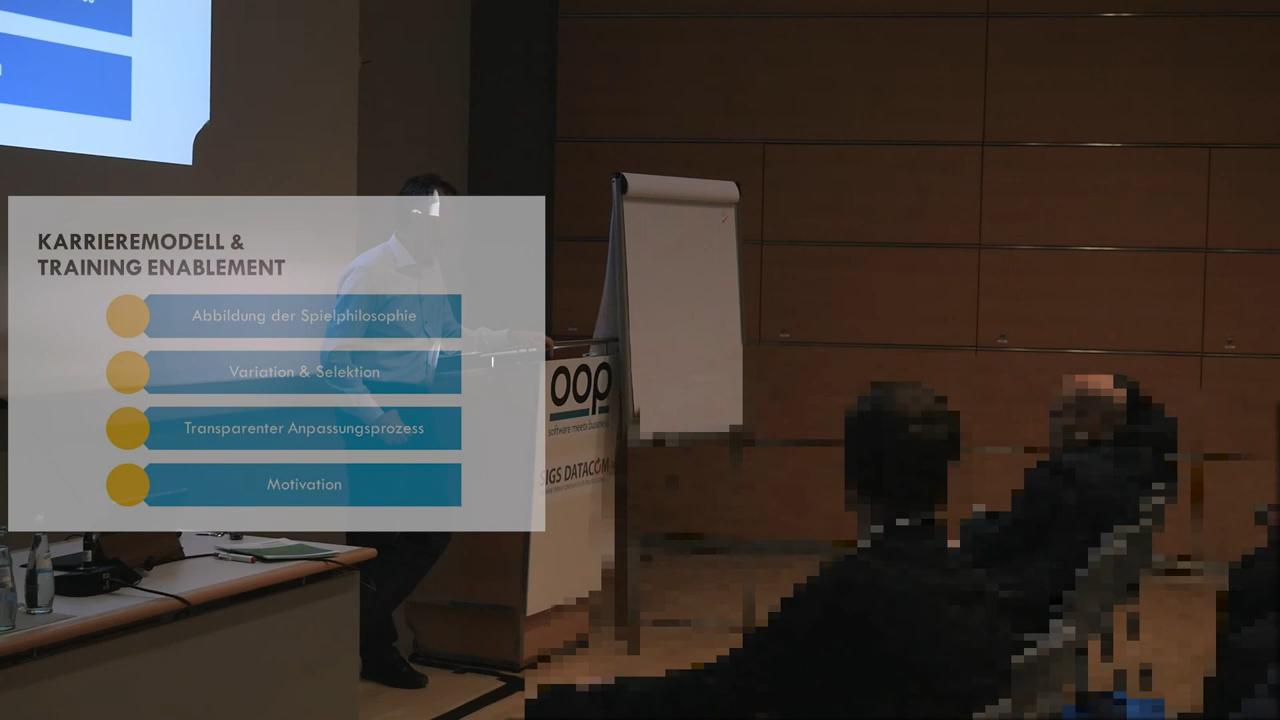 KARRIEREMODELL &
TRAINING ENABLEMENT
Abbildung der Spielphilosophie
Variation & Selektion
Transparenter Anpassungsprozess
Motivation
oop
software meets business
SIGS DATACOM